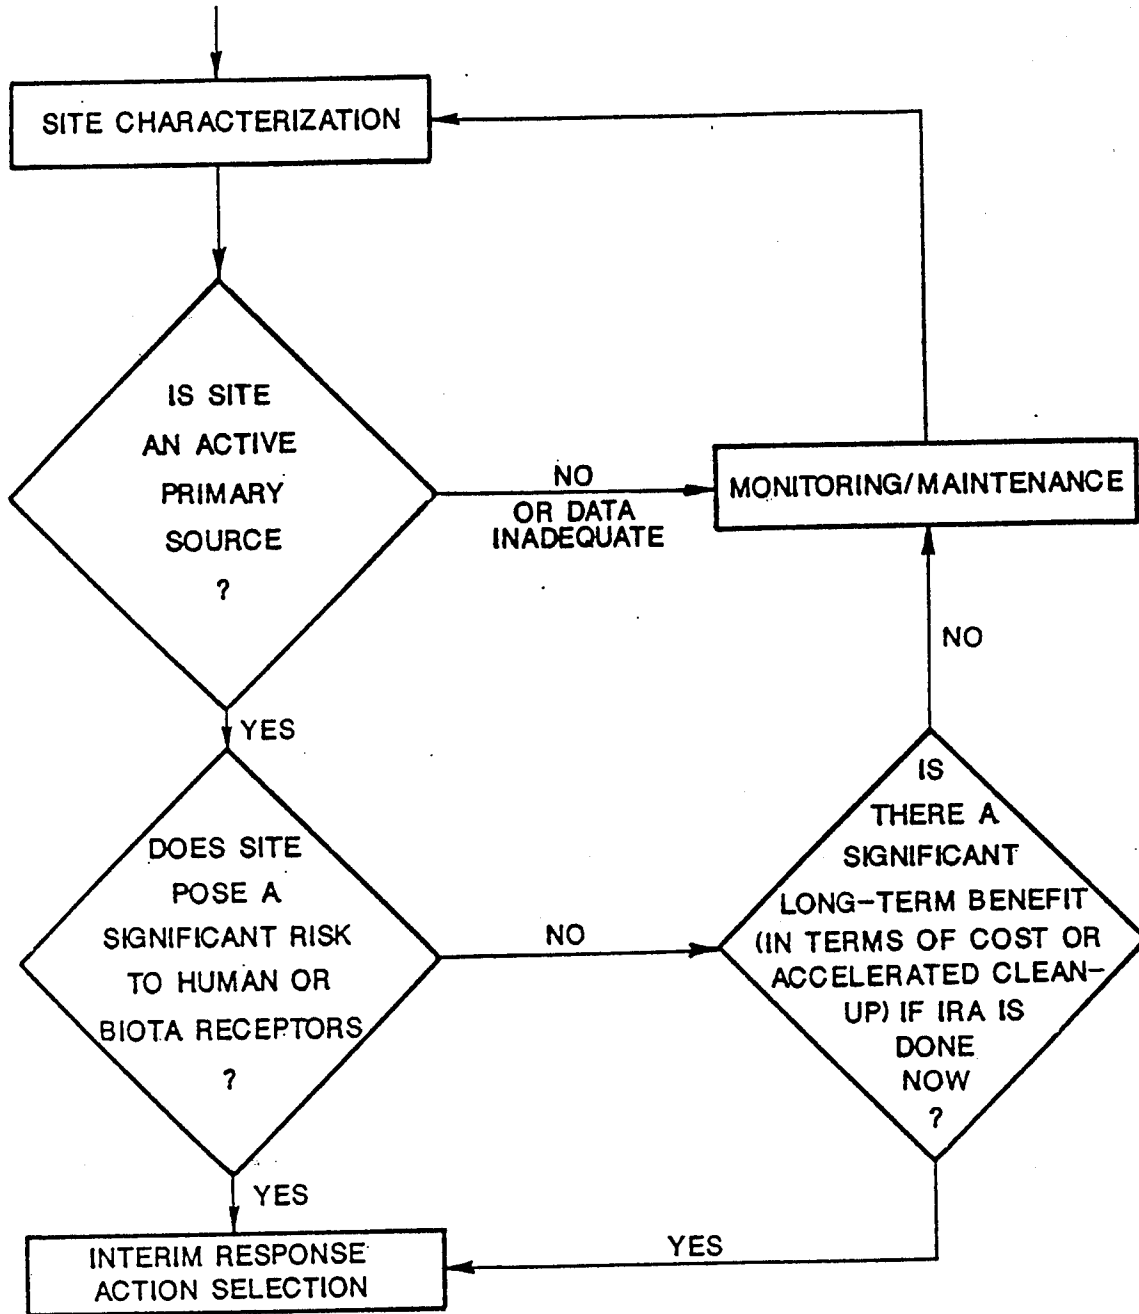 SITE CHARACTERIZATION
IS SITE
AN ACTIVE
PRIMARY
SOURCE
?
NO
OR DATA
INADEQUATE
MONITORING/MAINTENANCE
NO
YES
DOES SITE
POSE A
SIGNIFICANT RISK
TO HUMAN OR
BIOTA RECEPTORS
?
NO
IS
THERE A
SIGNIFICANT
LONG-TERM BENEFIT
(IN TERMS OF COST OR
ACCELERATED CLEAN-
UP) IF IRA IS
DONE
NOW
?
YES
YES
INTERIM RESPONSE
ACTION SELECTION